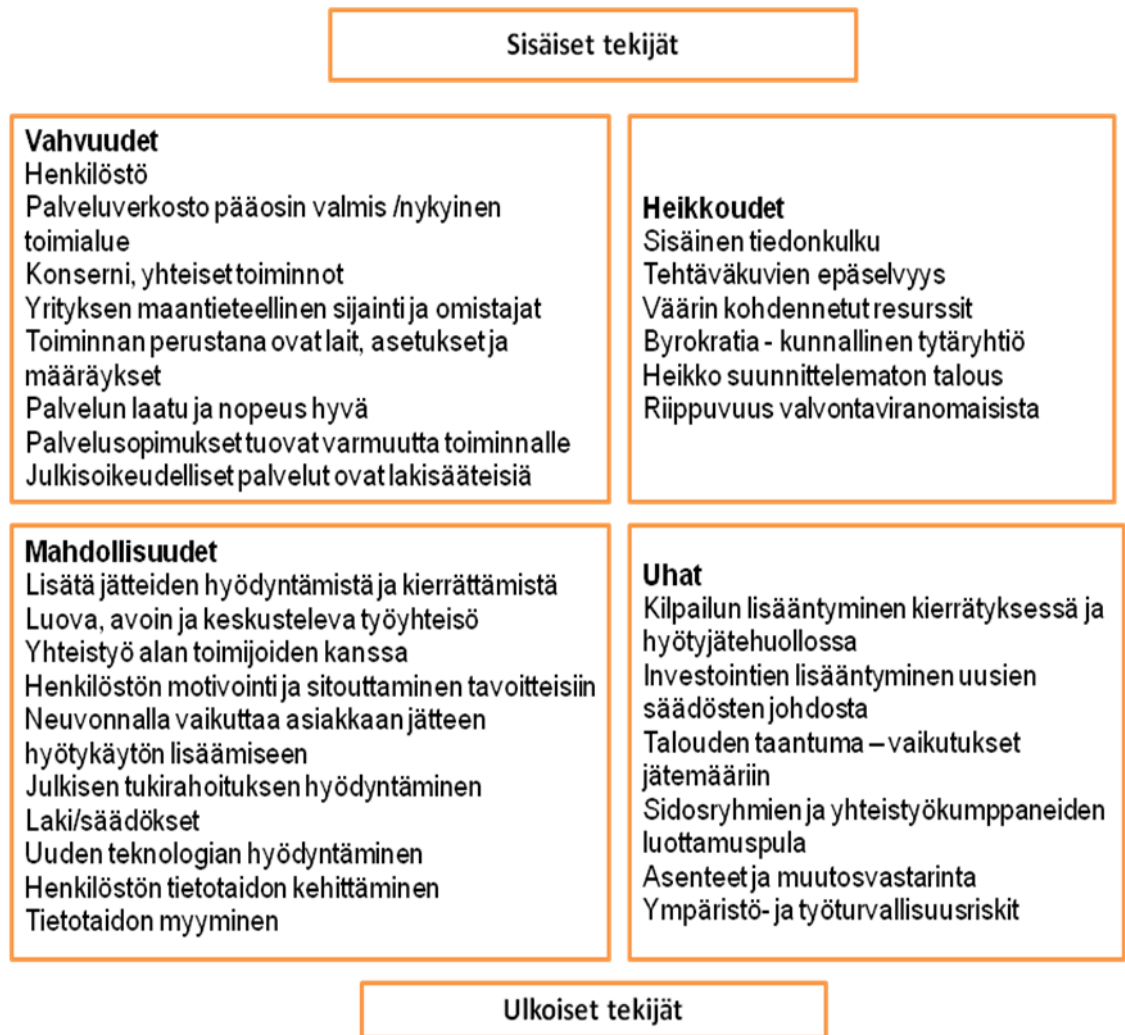 Sisäiset tekijät
Vahvuudet
Henkilöstö
Palveluverkosto pääosin valmis /nykyinen
toimialue
Konserni, yhteiset toiminnot
Yrityksen maantieteellinen sijainti ja omistajat
Toiminnan perustana ovat lait, asetukset ja
määräykset
Palvelun laatu ja nopeus hyvä
Palvelusopimukset tuovat varmuutta toiminnalle
Julkisoikeudelliset palvelut ovat lakisääteisiä
Heikkoudet
Sisäinen tiedonkulku
Tehtäväkuvien epäselvyys
Väärin kohdennetut resurssit
Byrokratia - kunnallinen tytäryhtiö
Heikko suunnittelematon talous
Riippuvuus valvontaviranomaisista
Mahdollisuudet
Lisätä jätteiden hyödyntämistä ja kierrättämistä
Luova, avoin ja keskusteleva työyhteisö
Yhteistyö alan toimijoiden kanssa
Henkilöstön motivointi ja sitouttaminen tavoitteisiin
Neuvonnalla vaikuttaa asiakkaan jätteen
hyötykäytön lisäämiseen
Julkisen tukirahoituksen hyödyntäminen
Laki/säädökset
Uuden teknologian hyödyntäminen
Henkilöstön tietotaidon kehittäminen
Tietotaidon myyminen
Uhat
Kilpailun lisääntyminen kierrätyksessä ja
hyötyjätehuollossa
Investointien lisääntyminen uusien
säädösten johdosta
Talouden taantuma – vaikutukset
jätemääriin
Sidosryhmien ja yhteistyökumppaneiden
luottamuspula
Asenteet ja muutosvastarinta
Ympäristö- ja työturvallisuusriskit
Ulkoiset tekijät